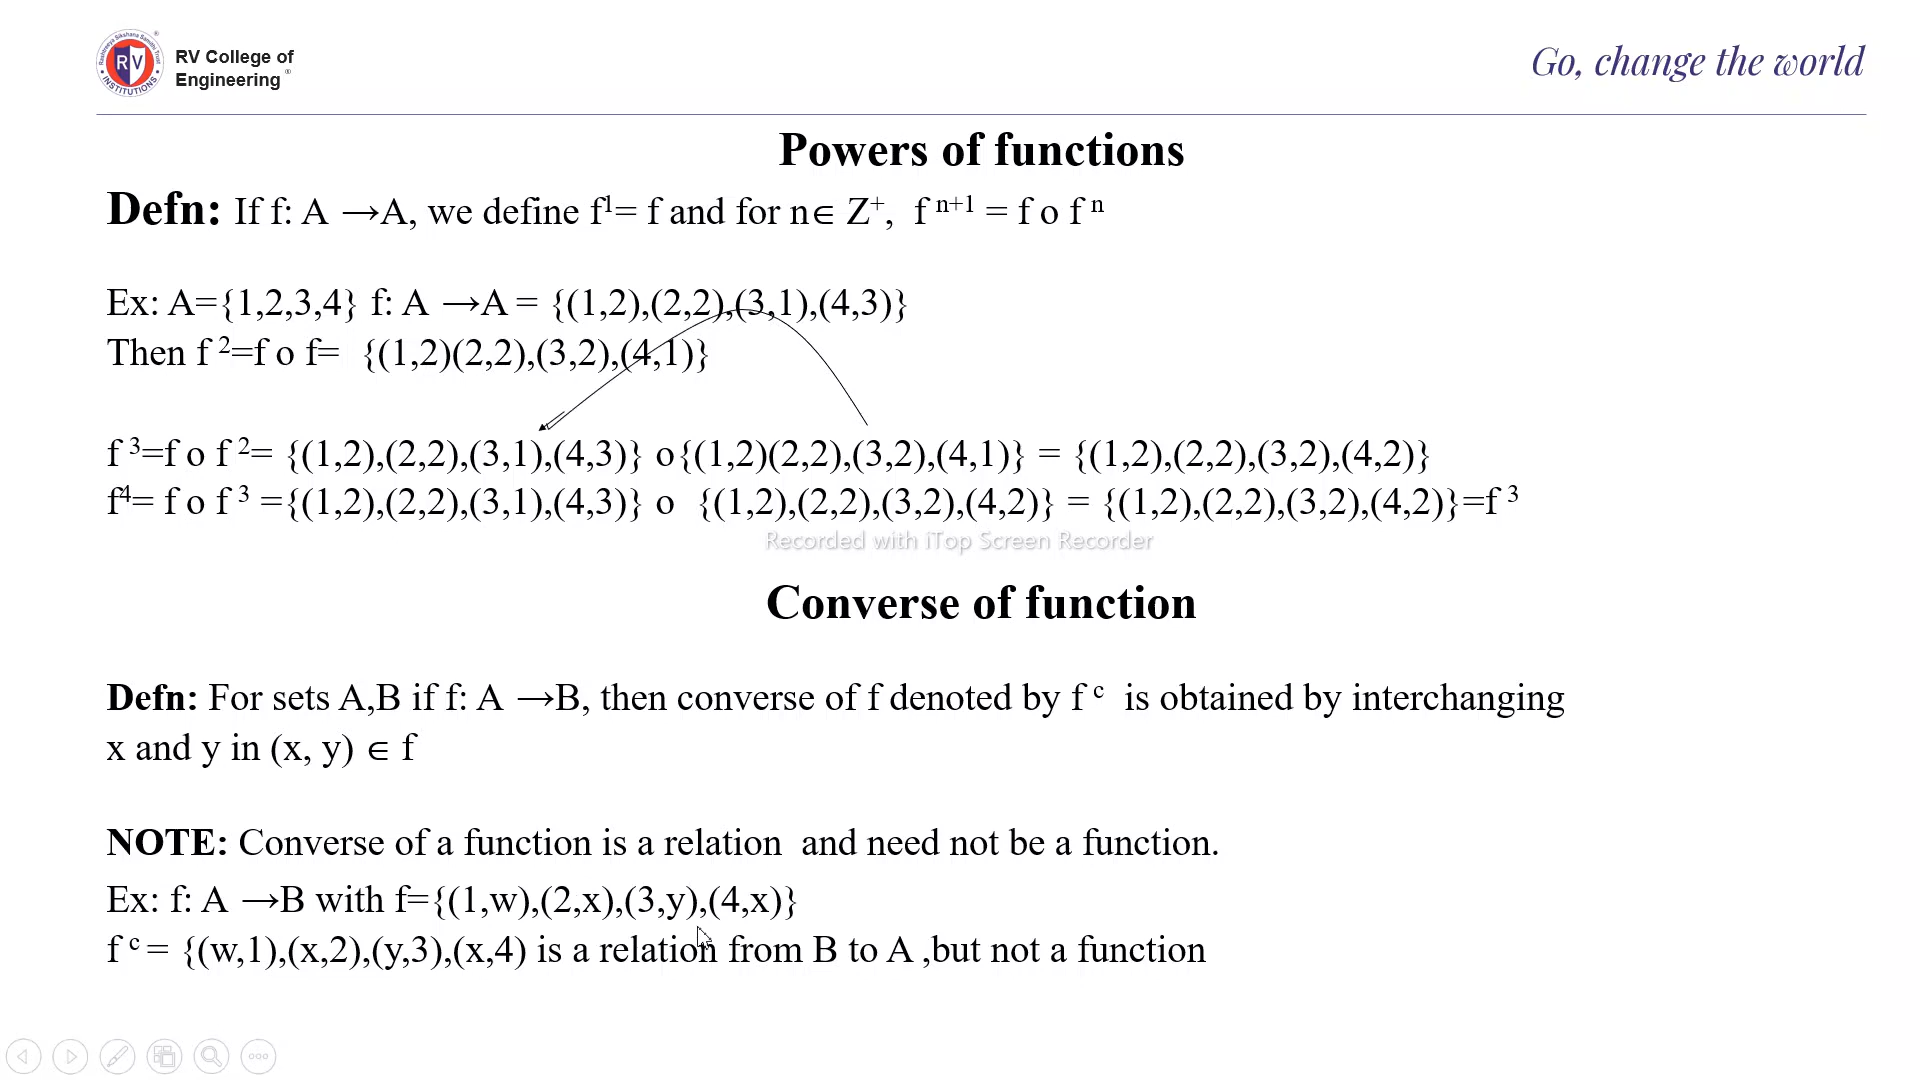 RV College of
Engineering ®
Go, change the world
Powers of functions
Defn: If f: A →A, we define f¹= f and for n∈ Z⁺, f ⁿ⁺¹ = f o f ⁿ
Ex: A={1,2,3,4} f: A →A = {(1,2),(2,2),(3,1),(4,3)}
Then f ²=f o f= {(1,2)(2,2),(3,2),(4,1)}
f ³=f o f ²= {(1,2),(2,2),(3,1),(4,3)} o{(1,2)(2,2),(3,2),(4,1)} = {(1,2),(2,2),(3,2),(4,2)}
f⁴= f o f ³ ={(1,2),(2,2),(3,1),(4,3)} o {(1,2),(2,2),(3,2),(4,2)} = {(1,2),(2,2),(3,2),(4,2)}=f ³
Recorded with iTop Screen Recorder
Converse of function
Defn: For sets A,B if f: A →B, then converse of f denoted by f ᶜ is obtained by interchanging
x and y in (x, y) ∈ f
NOTE: Converse of a function is a relation and need not be a function.
Ex: f: A →B with f={(1,w),(2,x),(3,y),(4,x)}
f ᶜ = {(w,1),(x,2),(y,3),(x,4) is a relation from B to A ,but not a function